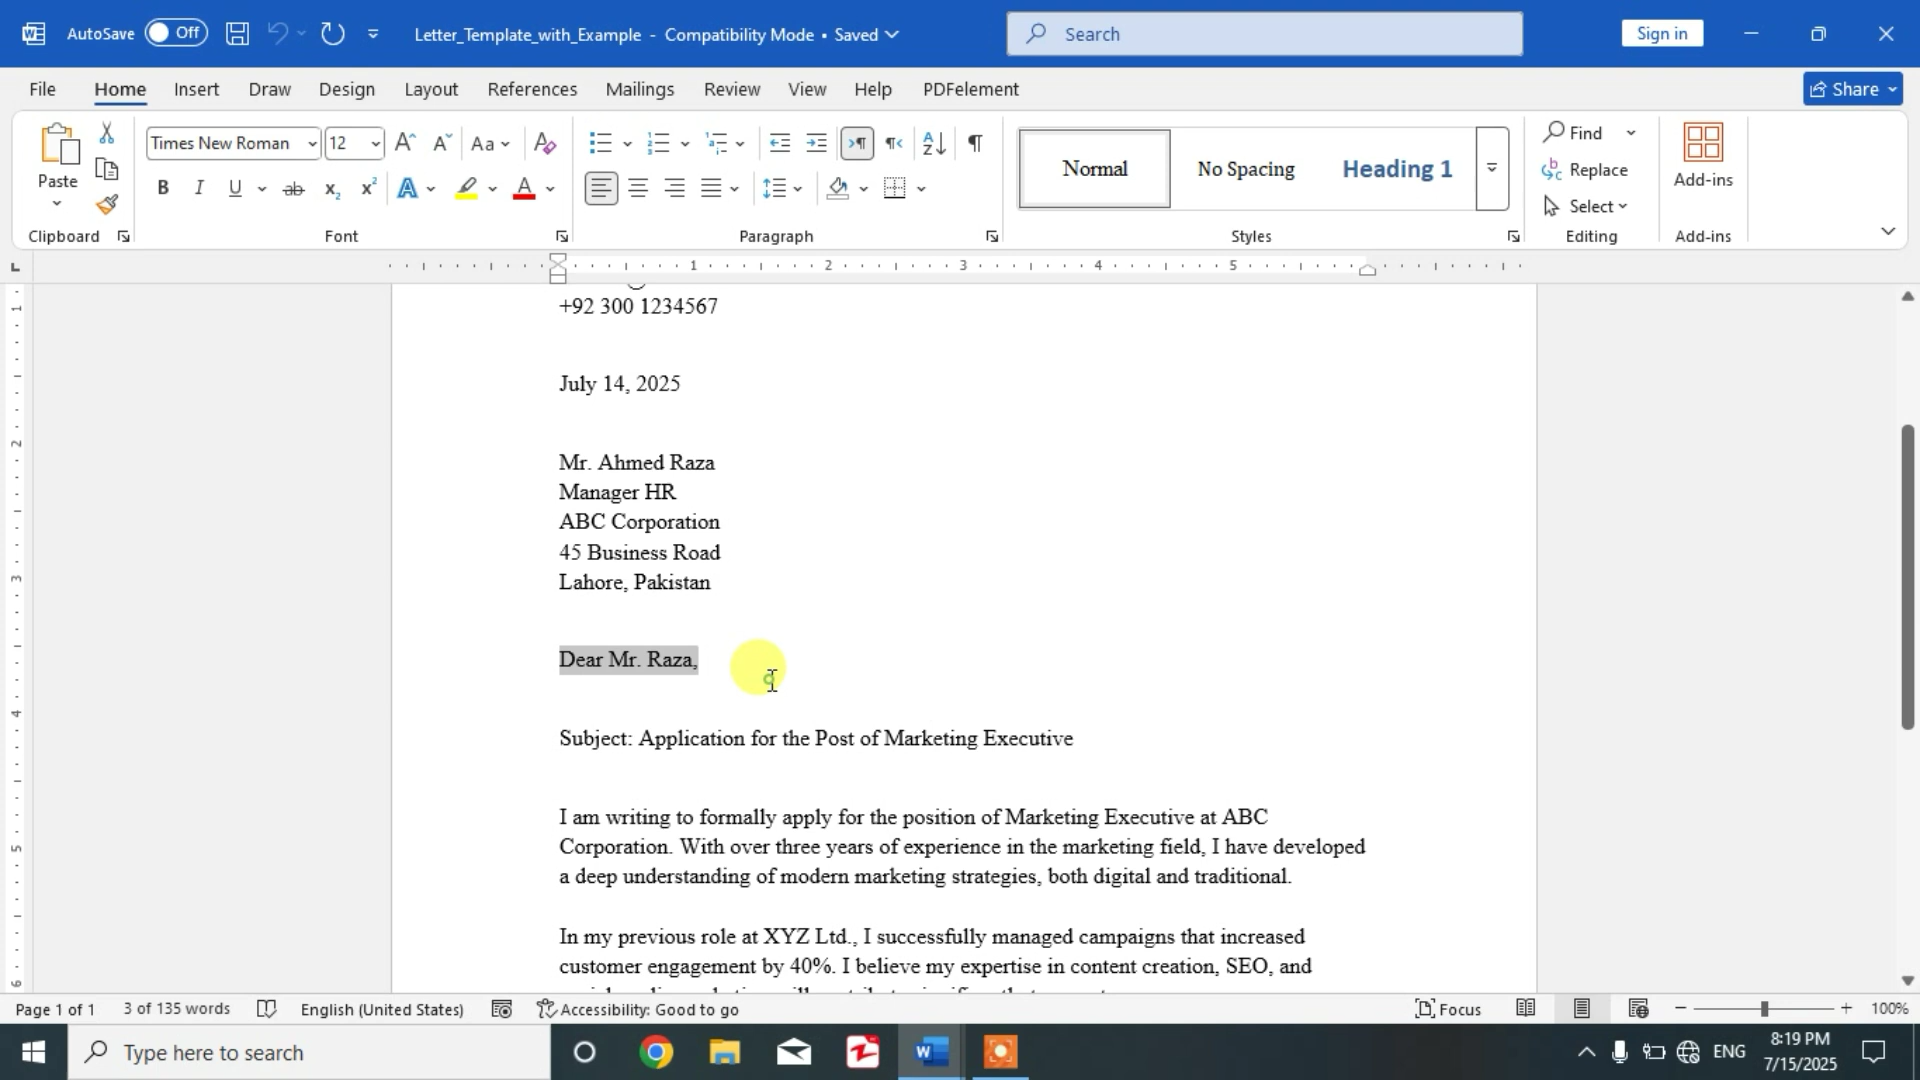 AutoSave Off Letter_Template_with_Example - Compatibility Mode • Saved Search Sign in
File Home Insert Draw Design Layout References Mailings Review View Help PDFelement Share
Paste
Clipboard
Times New Roman 12
Font
Paragraph
Normal No Spacing Heading 1
Styles
Find
Replace
Select
Editing
Add-ins
Add-ins
1 2 3 4 5
+92 300 1234567
July 14, 2025
Mr. Ahmed Raza
Manager HR
ABC Corporation
45 Business Road
Lahore, Pakistan
Dear Mr. Raza,
Subject: Application for the Post of Marketing Executive
I am writing to formally apply for the position of Marketing Executive at ABC
Corporation. With over three years of experience in the marketing field, I have developed
a deep understanding of modern marketing strategies, both digital and traditional.
In my previous role at XYZ Ltd., I successfully managed campaigns that increased
customer engagement by 40%. I believe my expertise in content creation, SEO, and
Page 1 of 1 3 of 135 words English (United States) Accessibility: Good to go Focus 100%
Type here to search ENG 8:19 PM
7/15/2025